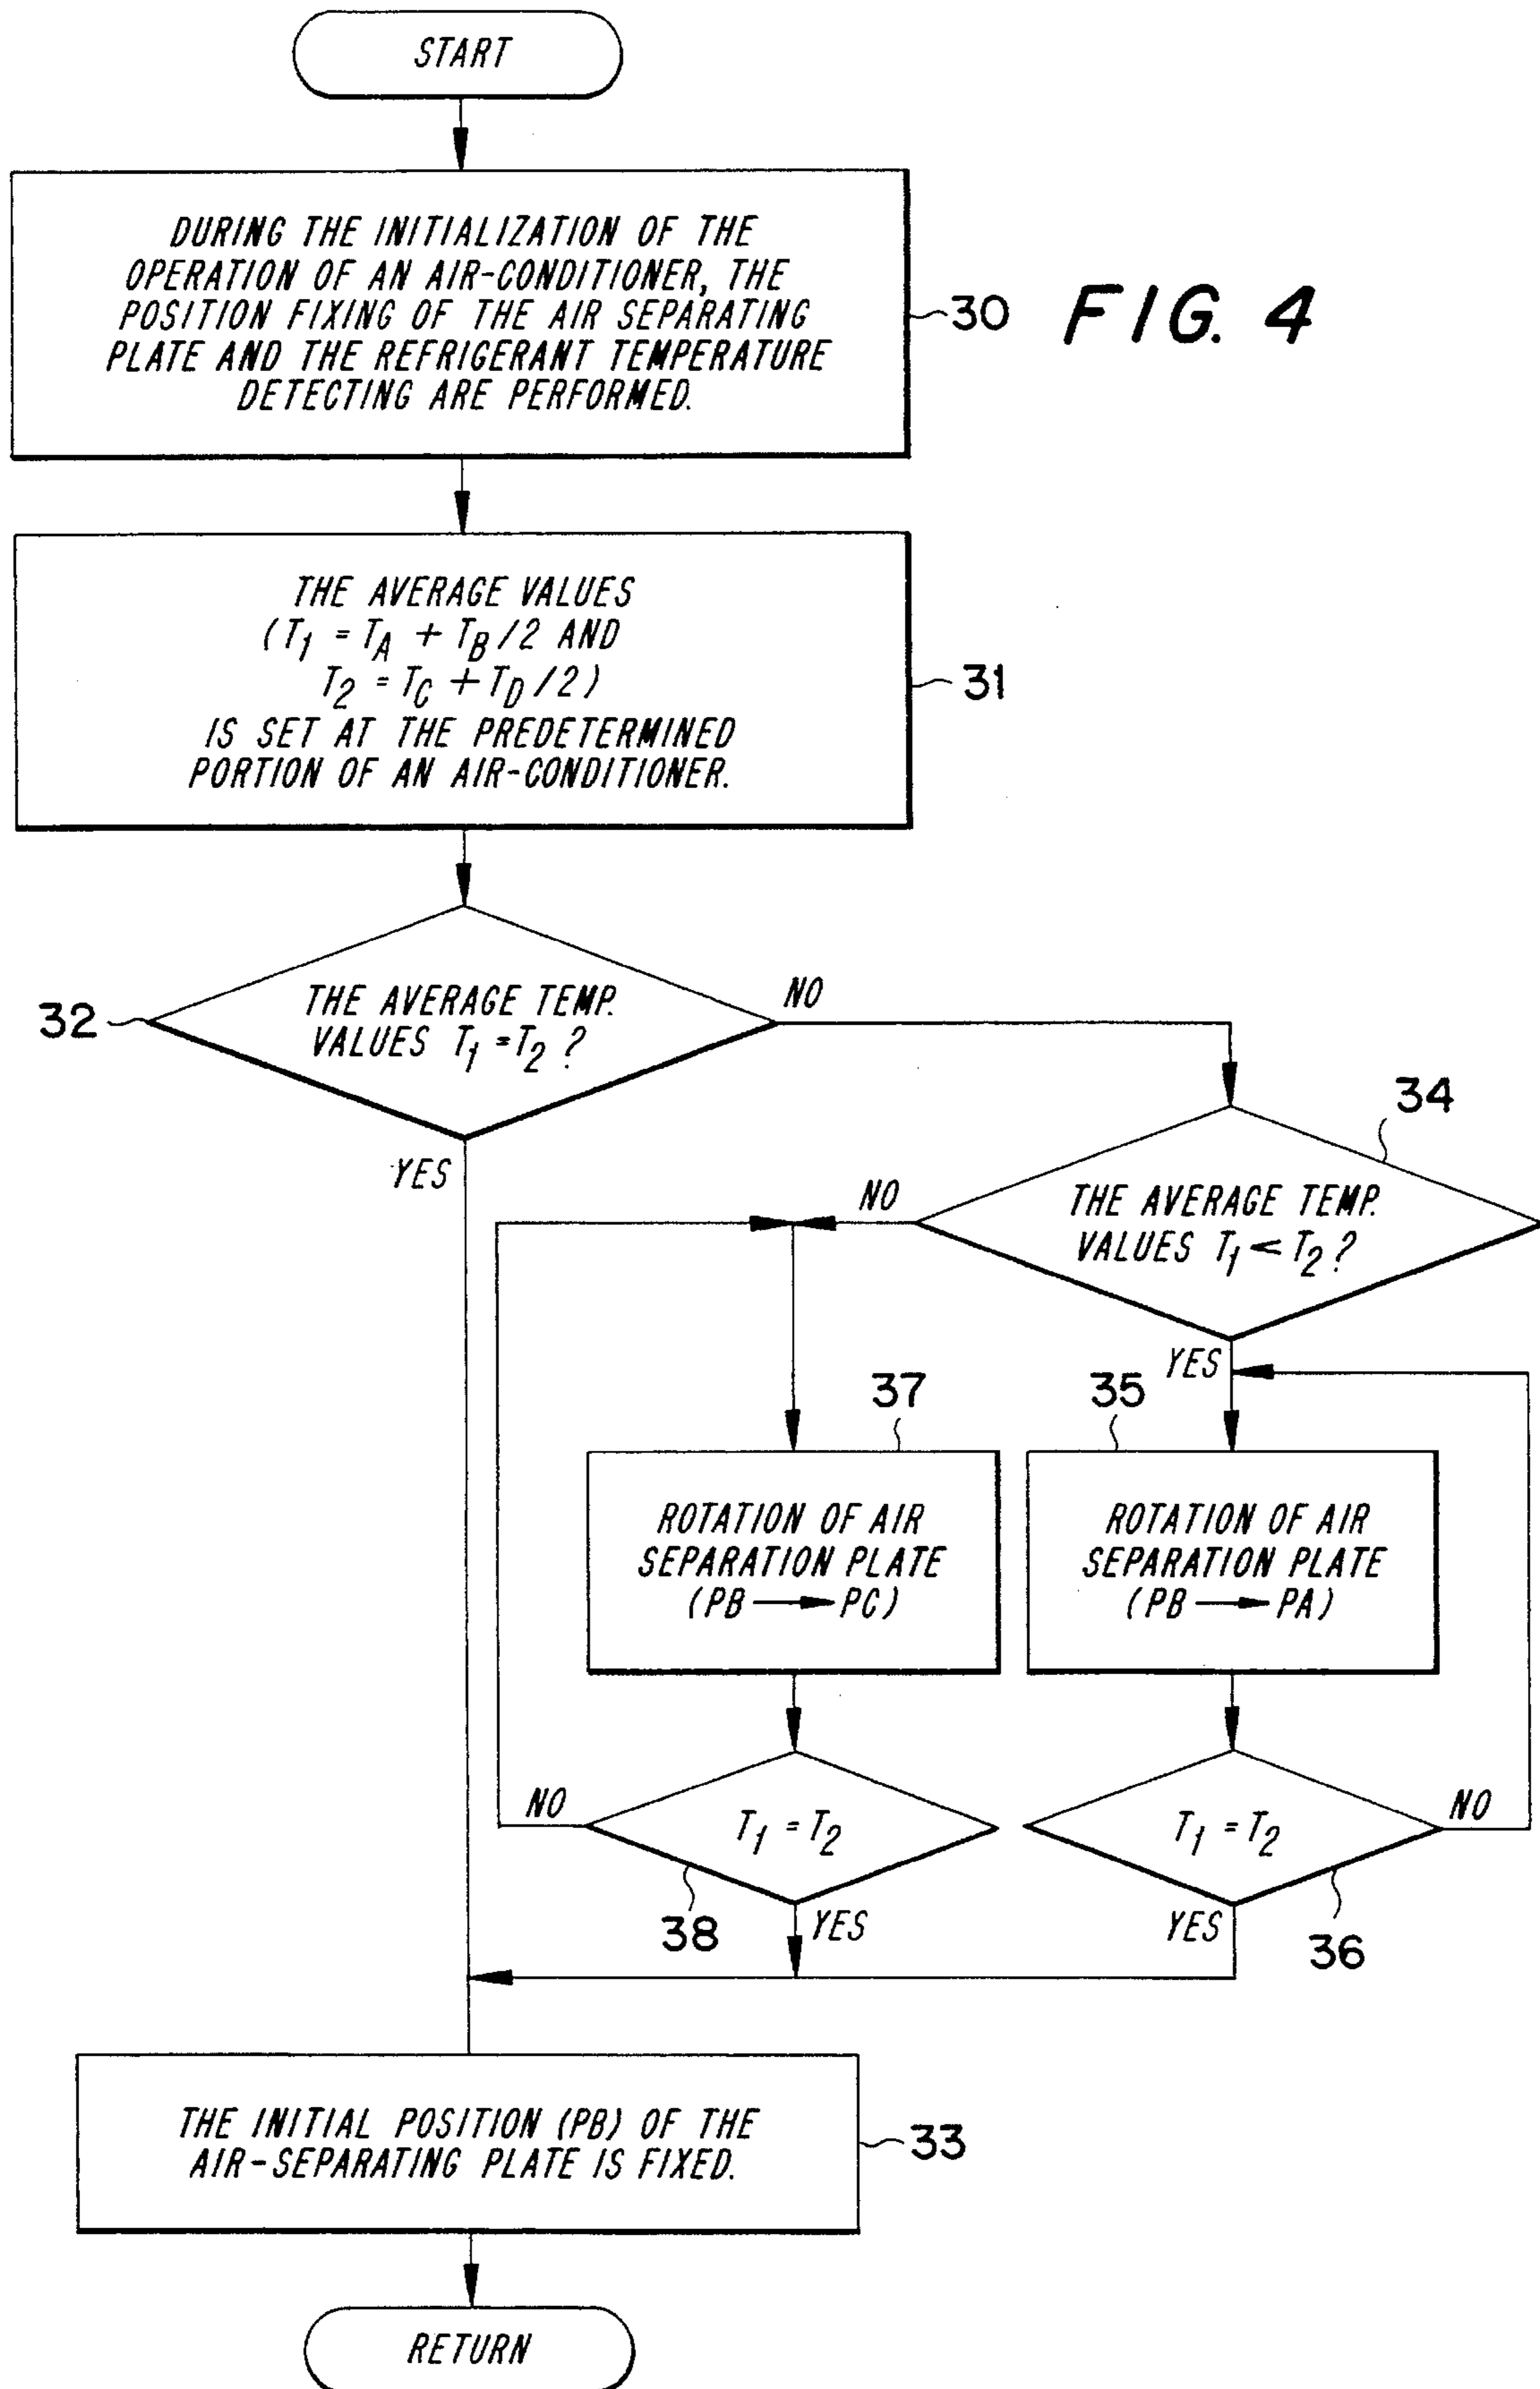 START
DURING THE INITIALIZATION OF THE
OPERATION OF AN AIR-CONDITIONER, THE
POSITION FIXING OF THE AIR SEPARATING
PLATE AND THE REFRIGERANT TEMPERATURE
DETECTING ARE PERFORMED.
30
FIG. 4
THE AVERAGE VALUES
(T1 = TA + TB /2 AND
T2 = TC + TD /2)
IS SET AT THE PREDETERMINED
PORTION OF AN AIR-CONDITIONER.
31
32
THE AVERAGE TEMP.
VALUES T1 = T2 ?
NO
YES
34
THE AVERAGE TEMP.
VALUES T1 < T2 ?
NO
YES
37
35
ROTATION OF AIR
SEPARATION PLATE
(PB → PC)
ROTATION OF AIR
SEPARATION PLATE
(PB → PA)
NO
T1 = T2
T1 = T2
NO
38
YES
YES
36
THE INITIAL POSITION (PB) OF THE
AIR-SEPARATING PLATE IS FIXED.
33
RETURN